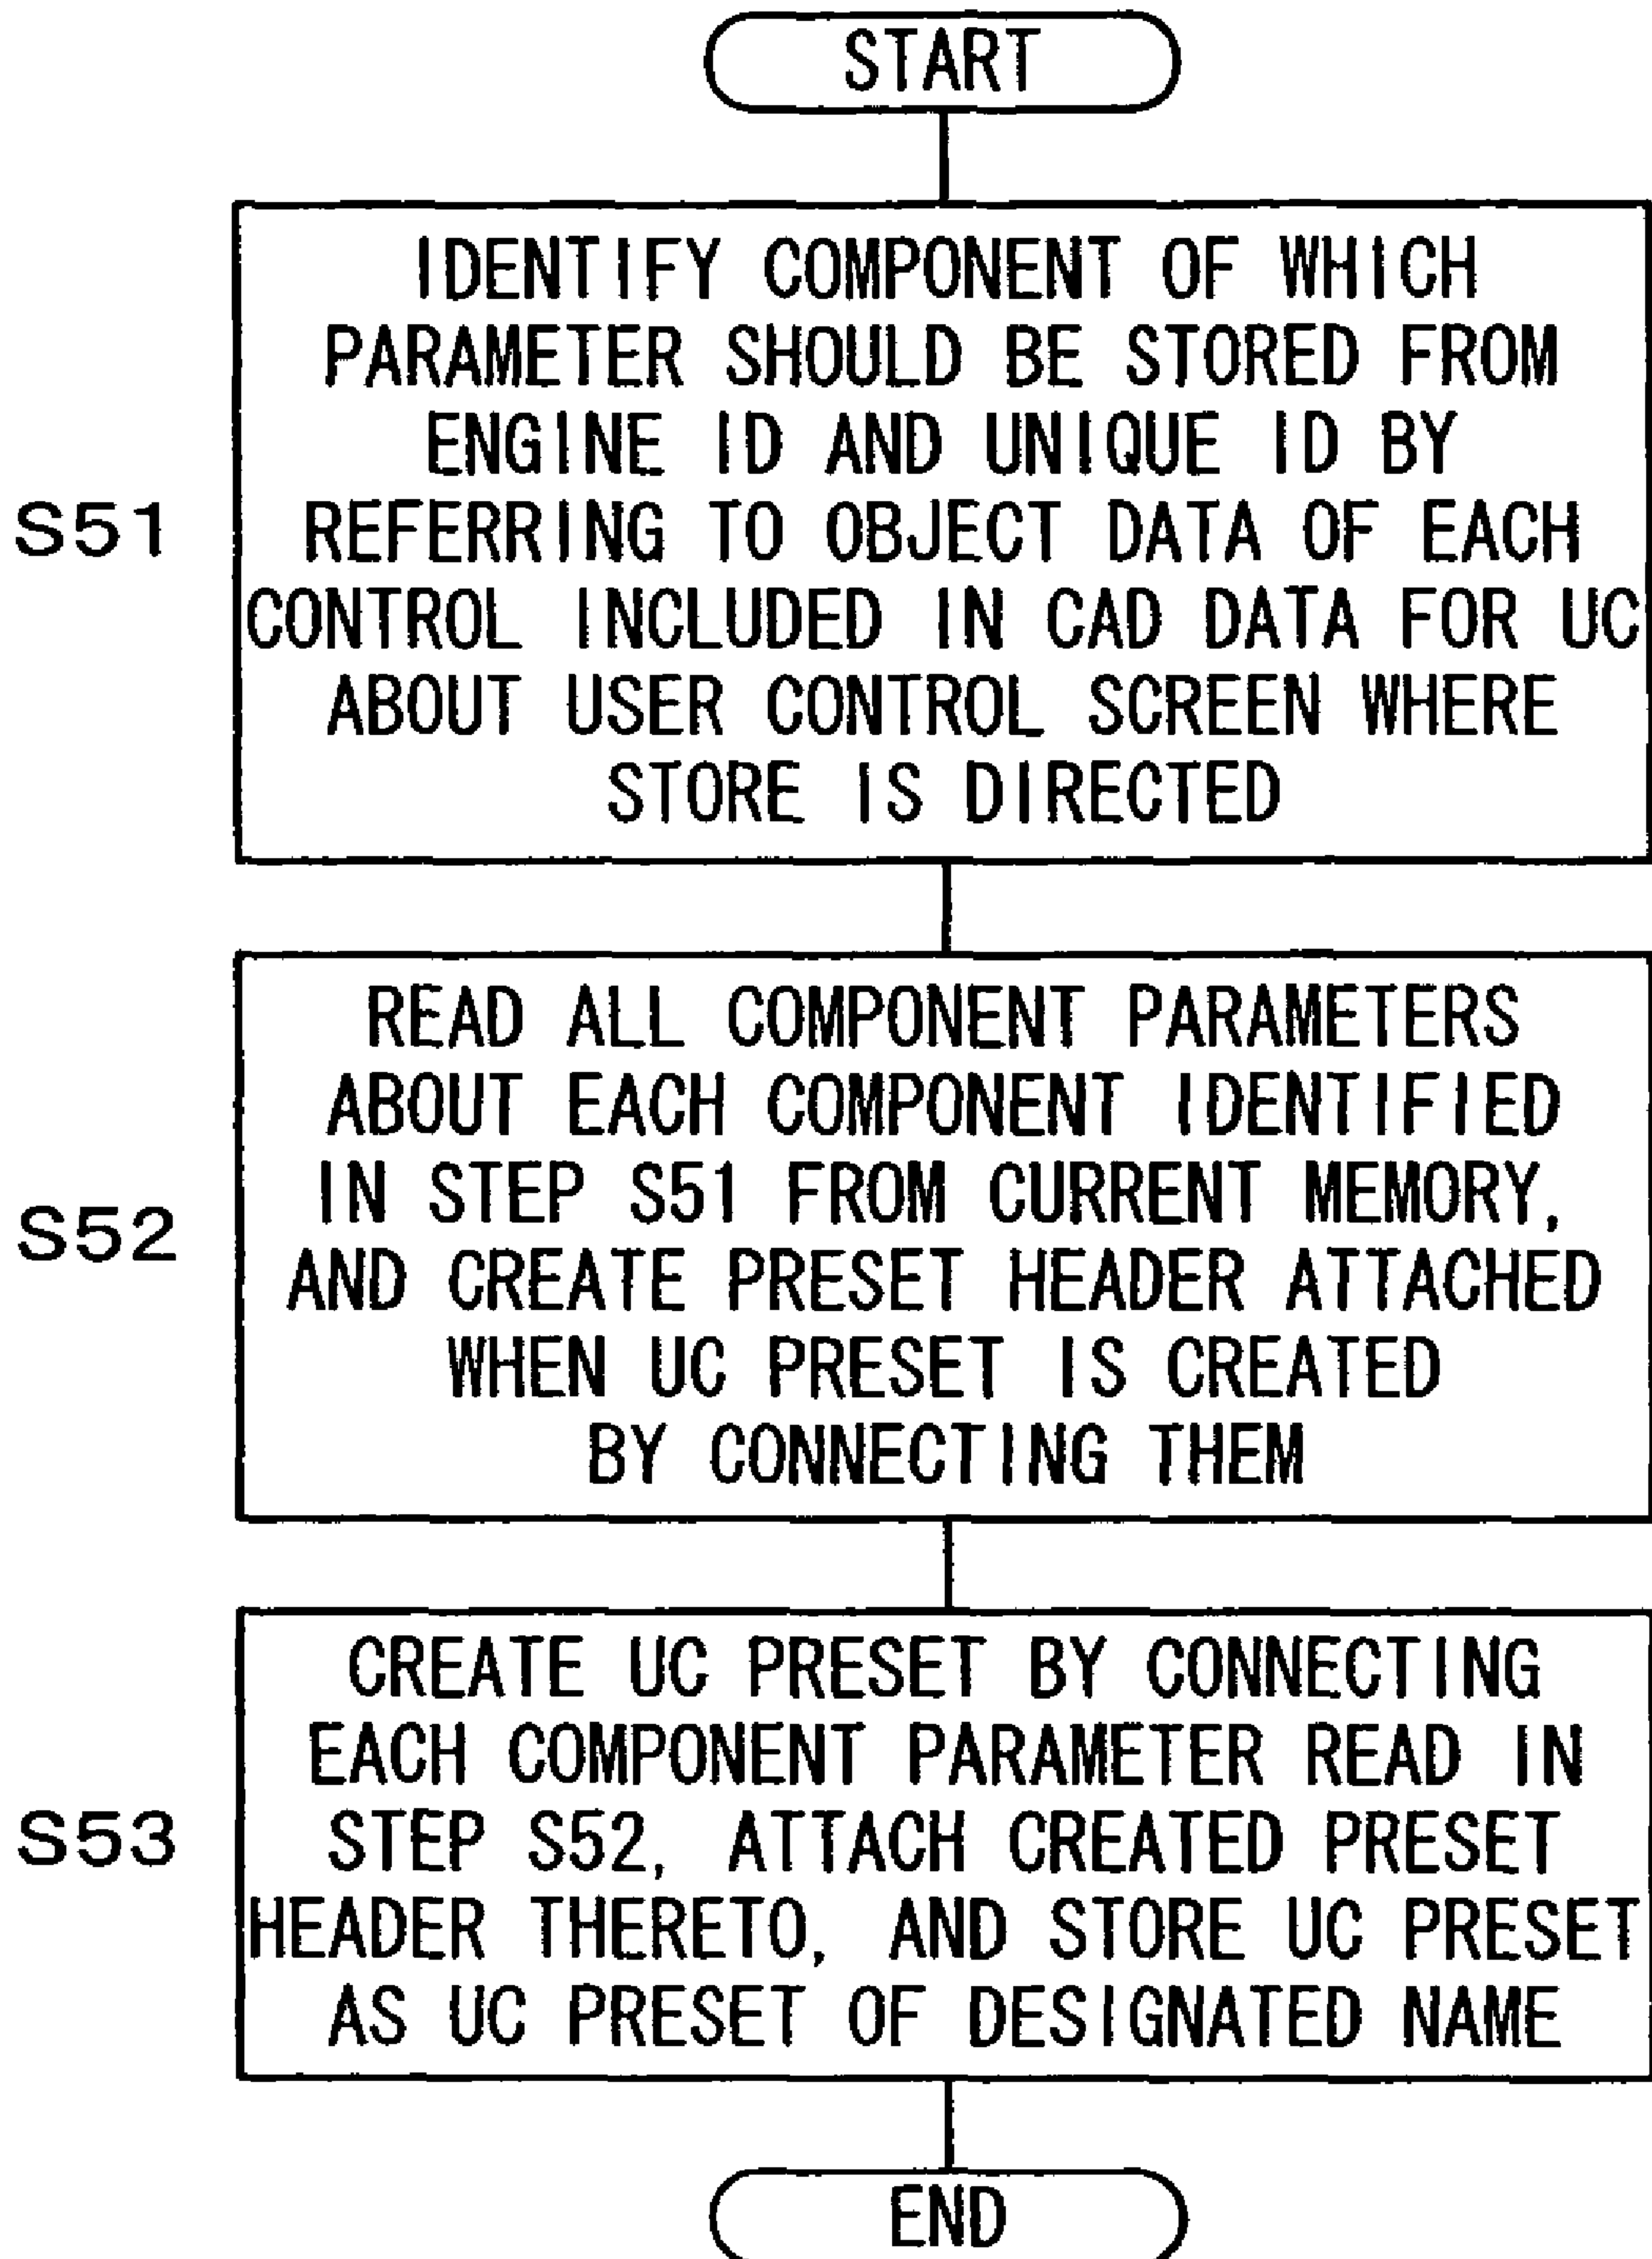 START
IDENTIFY COMPONENT OF WHICH
PARAMETER SHOULD BE STORED FROM
ENGINE ID AND UNIQUE ID BY
S51
REFERRING TO OBJECT DATA OF EACH
CONTROL INCLUDED IN CAD DATA FOR UC
ABOUT USER CONTROL SCREEN WHERE
STORE IS DIRECTED
READ ALL COMPONENT PARAMETERS
ABOUT EACH COMPONENT IDENTIFIED
IN STEP S51 FROM CURRENT MEMORY,
S52
AND CREATE PRESET HEADER ATTACHED
WHEN UC PRESET IS CREATED
BY CONNECTING THEM
CREATE UC PRESET BY CONNECTING
EACH COMPONENT PARAMETER READ IN
S53
STEP S52, ATTACH CREATED PRESET
HEADER THERETO, AND STORE UC PRESET
AS UC PRESET OF DESIGNATED NAME
END